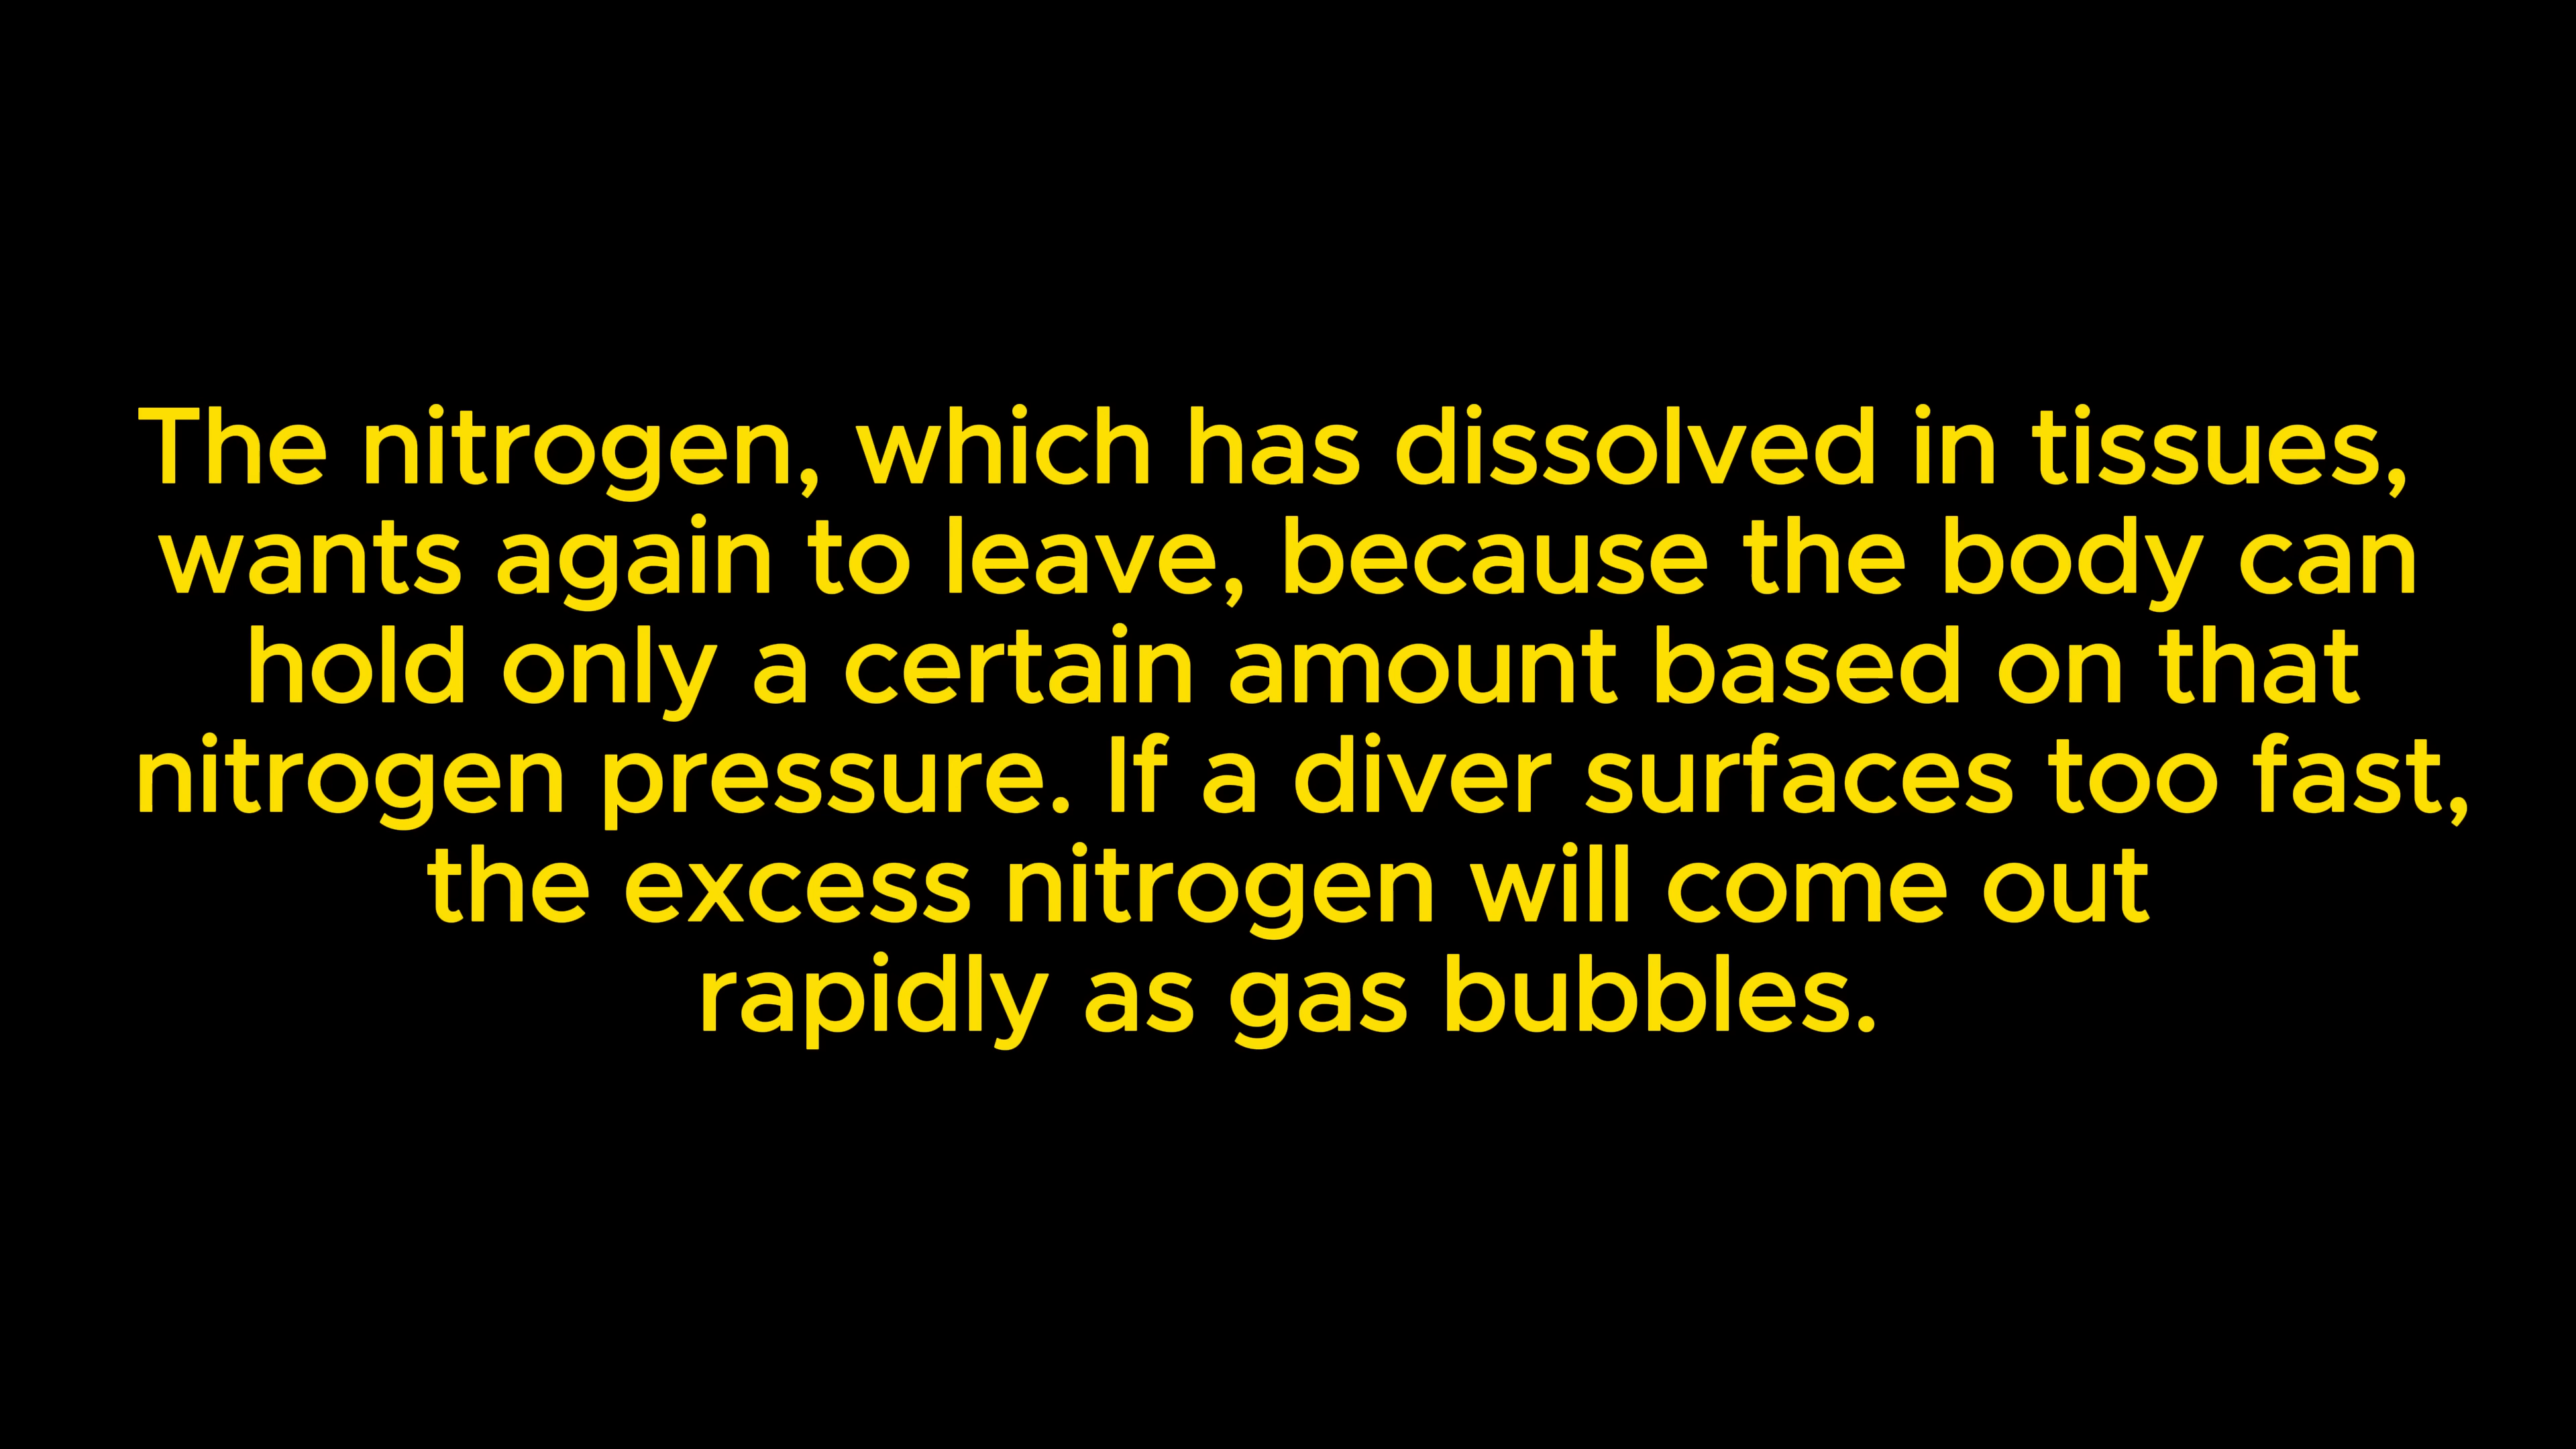 The nitrogen, which has dissolved in tissues,
wants again to leave, because the body can
hold only a certain amount based on that
nitrogen pressure. If a diver surfaces too fast,
the excess nitrogen will come out
rapidly as gas bubbles.